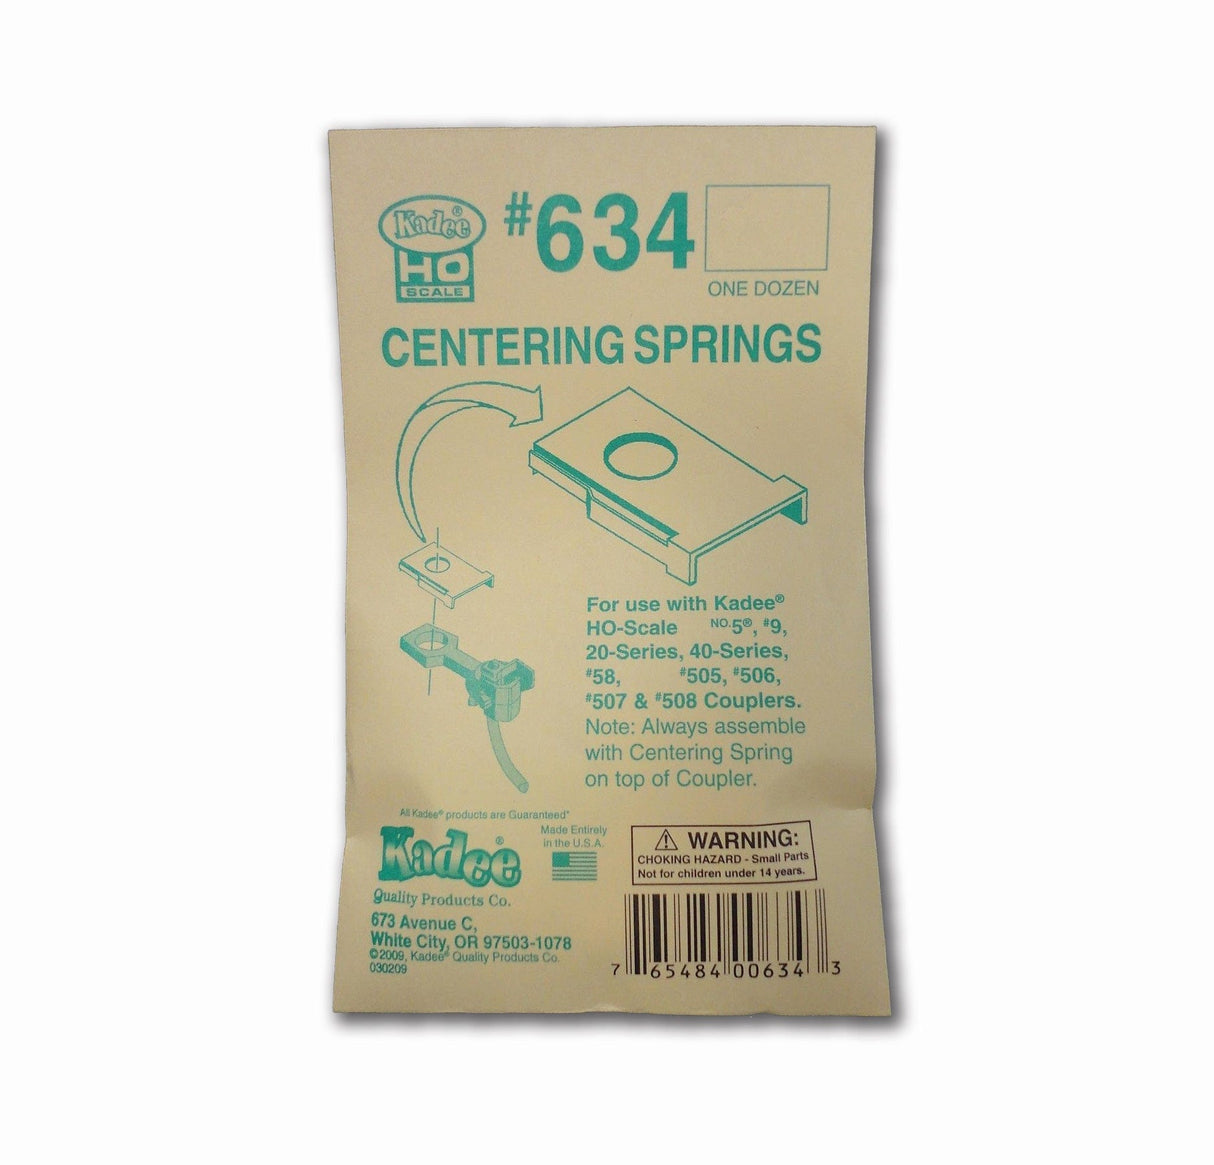 Kadee®
HO
SCALE
#634
ONE DOZEN
CENTERING SPRINGS
For use with Kadee®
HO-Scale NO.5®, #9,
20-Series, 40-Series,
#58, #505, #506,
#507 & #508 Couplers.
Note: Always assemble
with Centering Spring
on top of Coupler.
All Kadee® products are Guaranteed*
Kadee®
Quality Products Co.
Made Entirely
in the U.S.A.
673 Avenue C,
White City, OR 97503-1078
©2009, Kadee® Quality Products Co.
030209
WARNING:
CHOKING HAZARD - Small Parts
Not for children under 14 years.
7 65484 00634 3